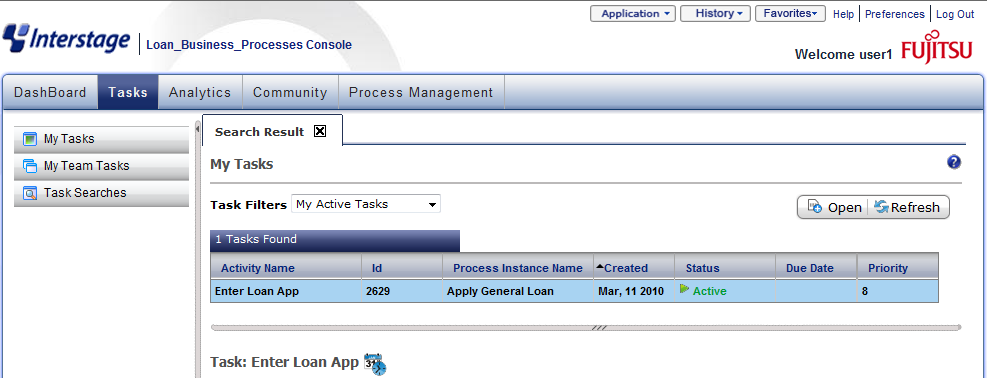 Application History Favorites Help Preferences Log Out
Interstage Loan_Business_Processes Console
Welcome user1 FUJITSU
DashBoard Tasks Analytics Community Process Management
My Tasks
My Team Tasks
Task Searches
Search Result
My Tasks
Task Filters My Active Tasks
Open Refresh
1 Tasks Found
Activity Name Id Process Instance Name Created Status Due Date Priority
Enter Loan App 2629 Apply General Loan Mar, 11 2010 Active 8
Task: Enter Loan App 31